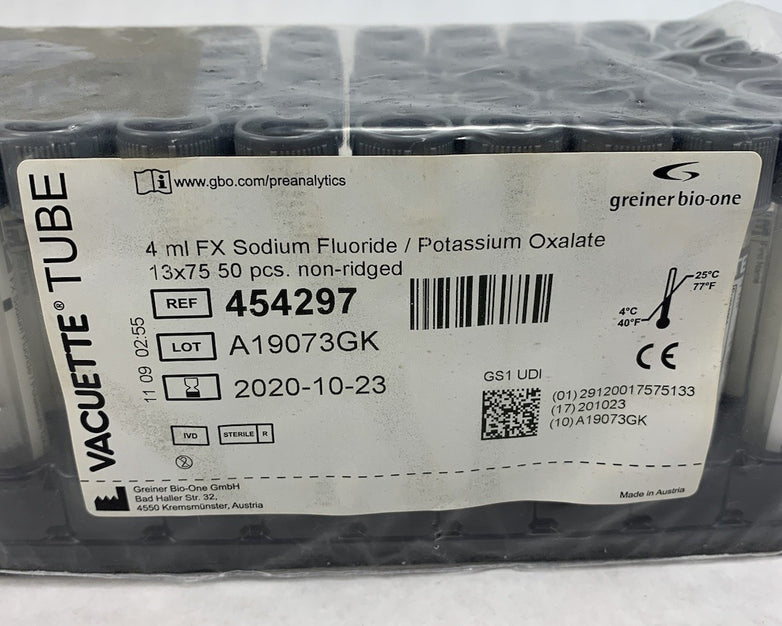 VACUETTE® TUBE
www.gbo.com/preanalytics
greiner bio-one
4 ml FX Sodium Fluoride / Potassium Oxalate
13x75 50 pcs. non-ridged
REF 454297
LOT A19073GK
2020-10-23
11 09 02:55
25°C
77°F
4°C
40°F
CE
GS1 UDI
(01)29120017575133
(17)201023
(10)A19073GK
IVD
STERILE R
2
Greiner Bio-One GmbH
Bad Haller Str. 32,
4550 Kremsmünster, Austria
Made in Austria